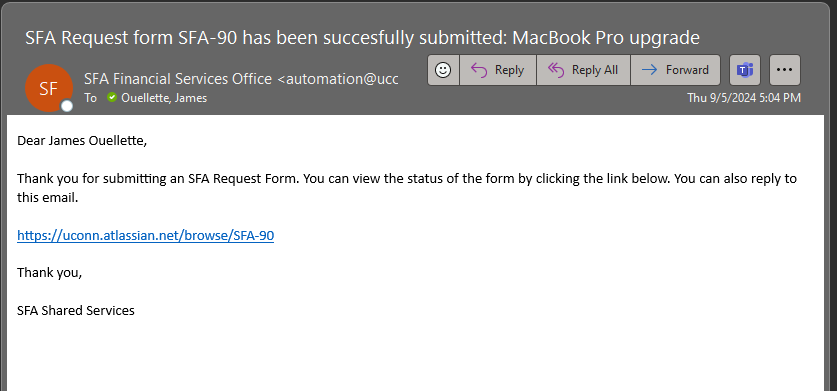 SFA Request form SFA-90 has been succesfully submitted: MacBook Pro upgrade
SF
SFA Financial Services Office <automation@ucc
Reply
Reply All
Forward
To Ouellette, James
Thu 9/5/2024 5:04 PM
Dear James Ouellette,
Thank you for submitting an SFA Request Form. You can view the status of the form by clicking the link below. You can also reply to
this email.
https://uconn.atlassian.net/browse/SFA-90
Thank you,
SFA Shared Services